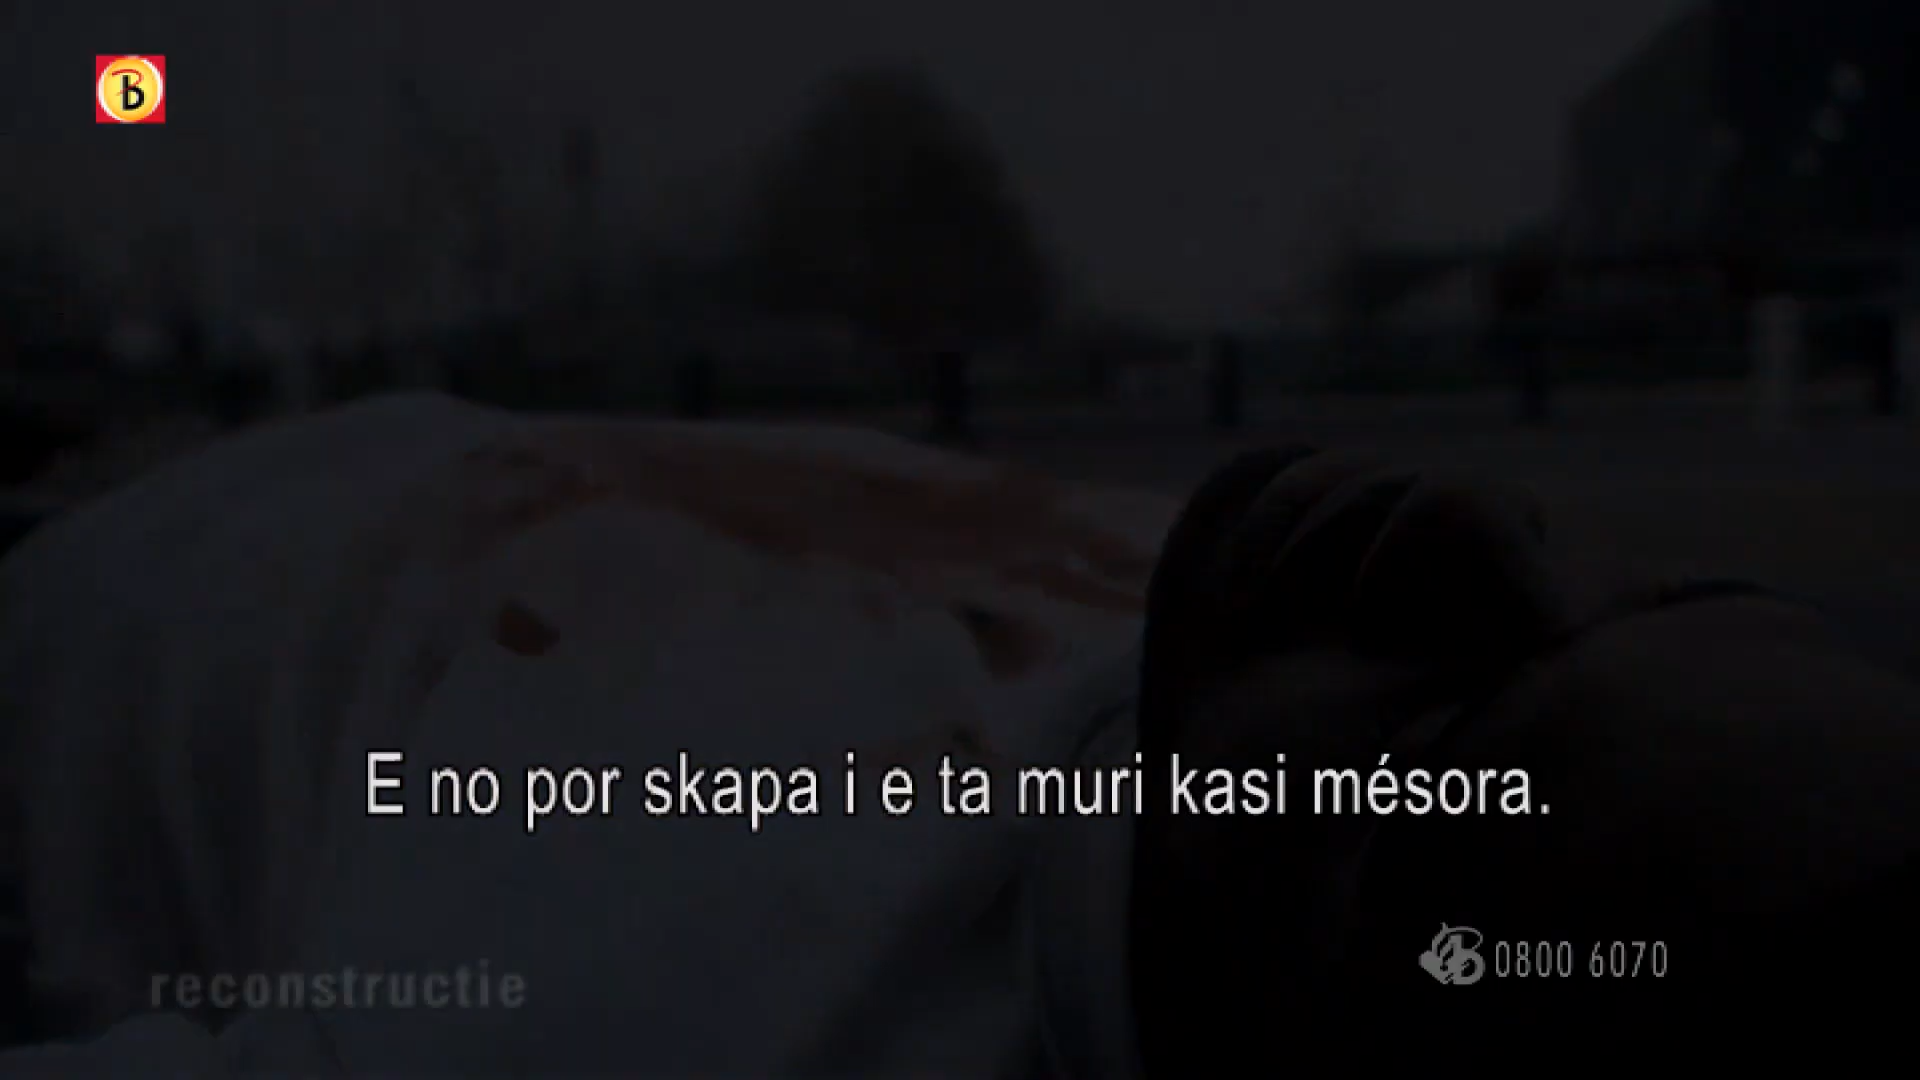 B
E no por skapa i e ta muri kasi mésora.
B 0800 6070
reconstructie